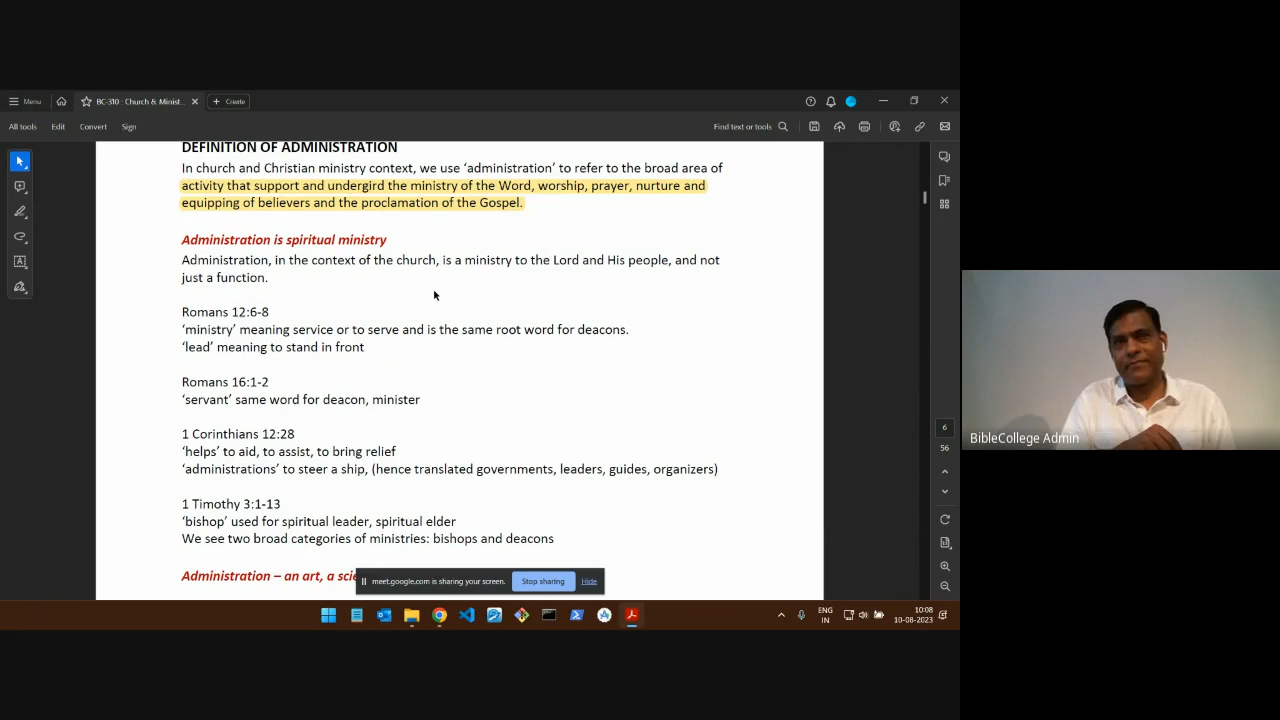 Menu
BC-310 : Church & Minist...
Create
All tools
Edit
Convert
Sign
Find text or tools
DEFINITION OF ADMINISTRATION
In church and Christian ministry context, we use ‘administration’ to refer to the broad area of
activity that support and undergird the ministry of the Word, worship, prayer, nurture and
equipping of believers and the proclamation of the Gospel.
Administration is spiritual ministry
Administration, in the context of the church, is a ministry to the Lord and His people, and not
just a function.
Romans 12:6-8
‘ministry’ meaning service or to serve and is the same root word for deacons.
‘lead’ meaning to stand in front
Romans 16:1-2
‘servant’ same word for deacon, minister
1 Corinthians 12:28
‘helps’ to aid, to assist, to bring relief
‘administrations’ to steer a ship, (hence translated governments, leaders, guides, organizers)
1 Timothy 3:1-13
‘bishop’ used for spiritual leader, spiritual elder
We see two broad categories of ministries: bishops and deacons
Administration – an art, a scie
meet.google.com is sharing your screen.
Stop sharing
Hide
6
56
BibleCollege Admin
ENG
IN
10:08
10-08-2023